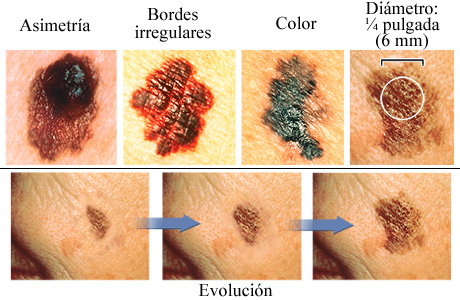 Asimetría
Bordes
irregulares
Color
Diámetro:
¼ pulgada
(6 mm)
Evolución